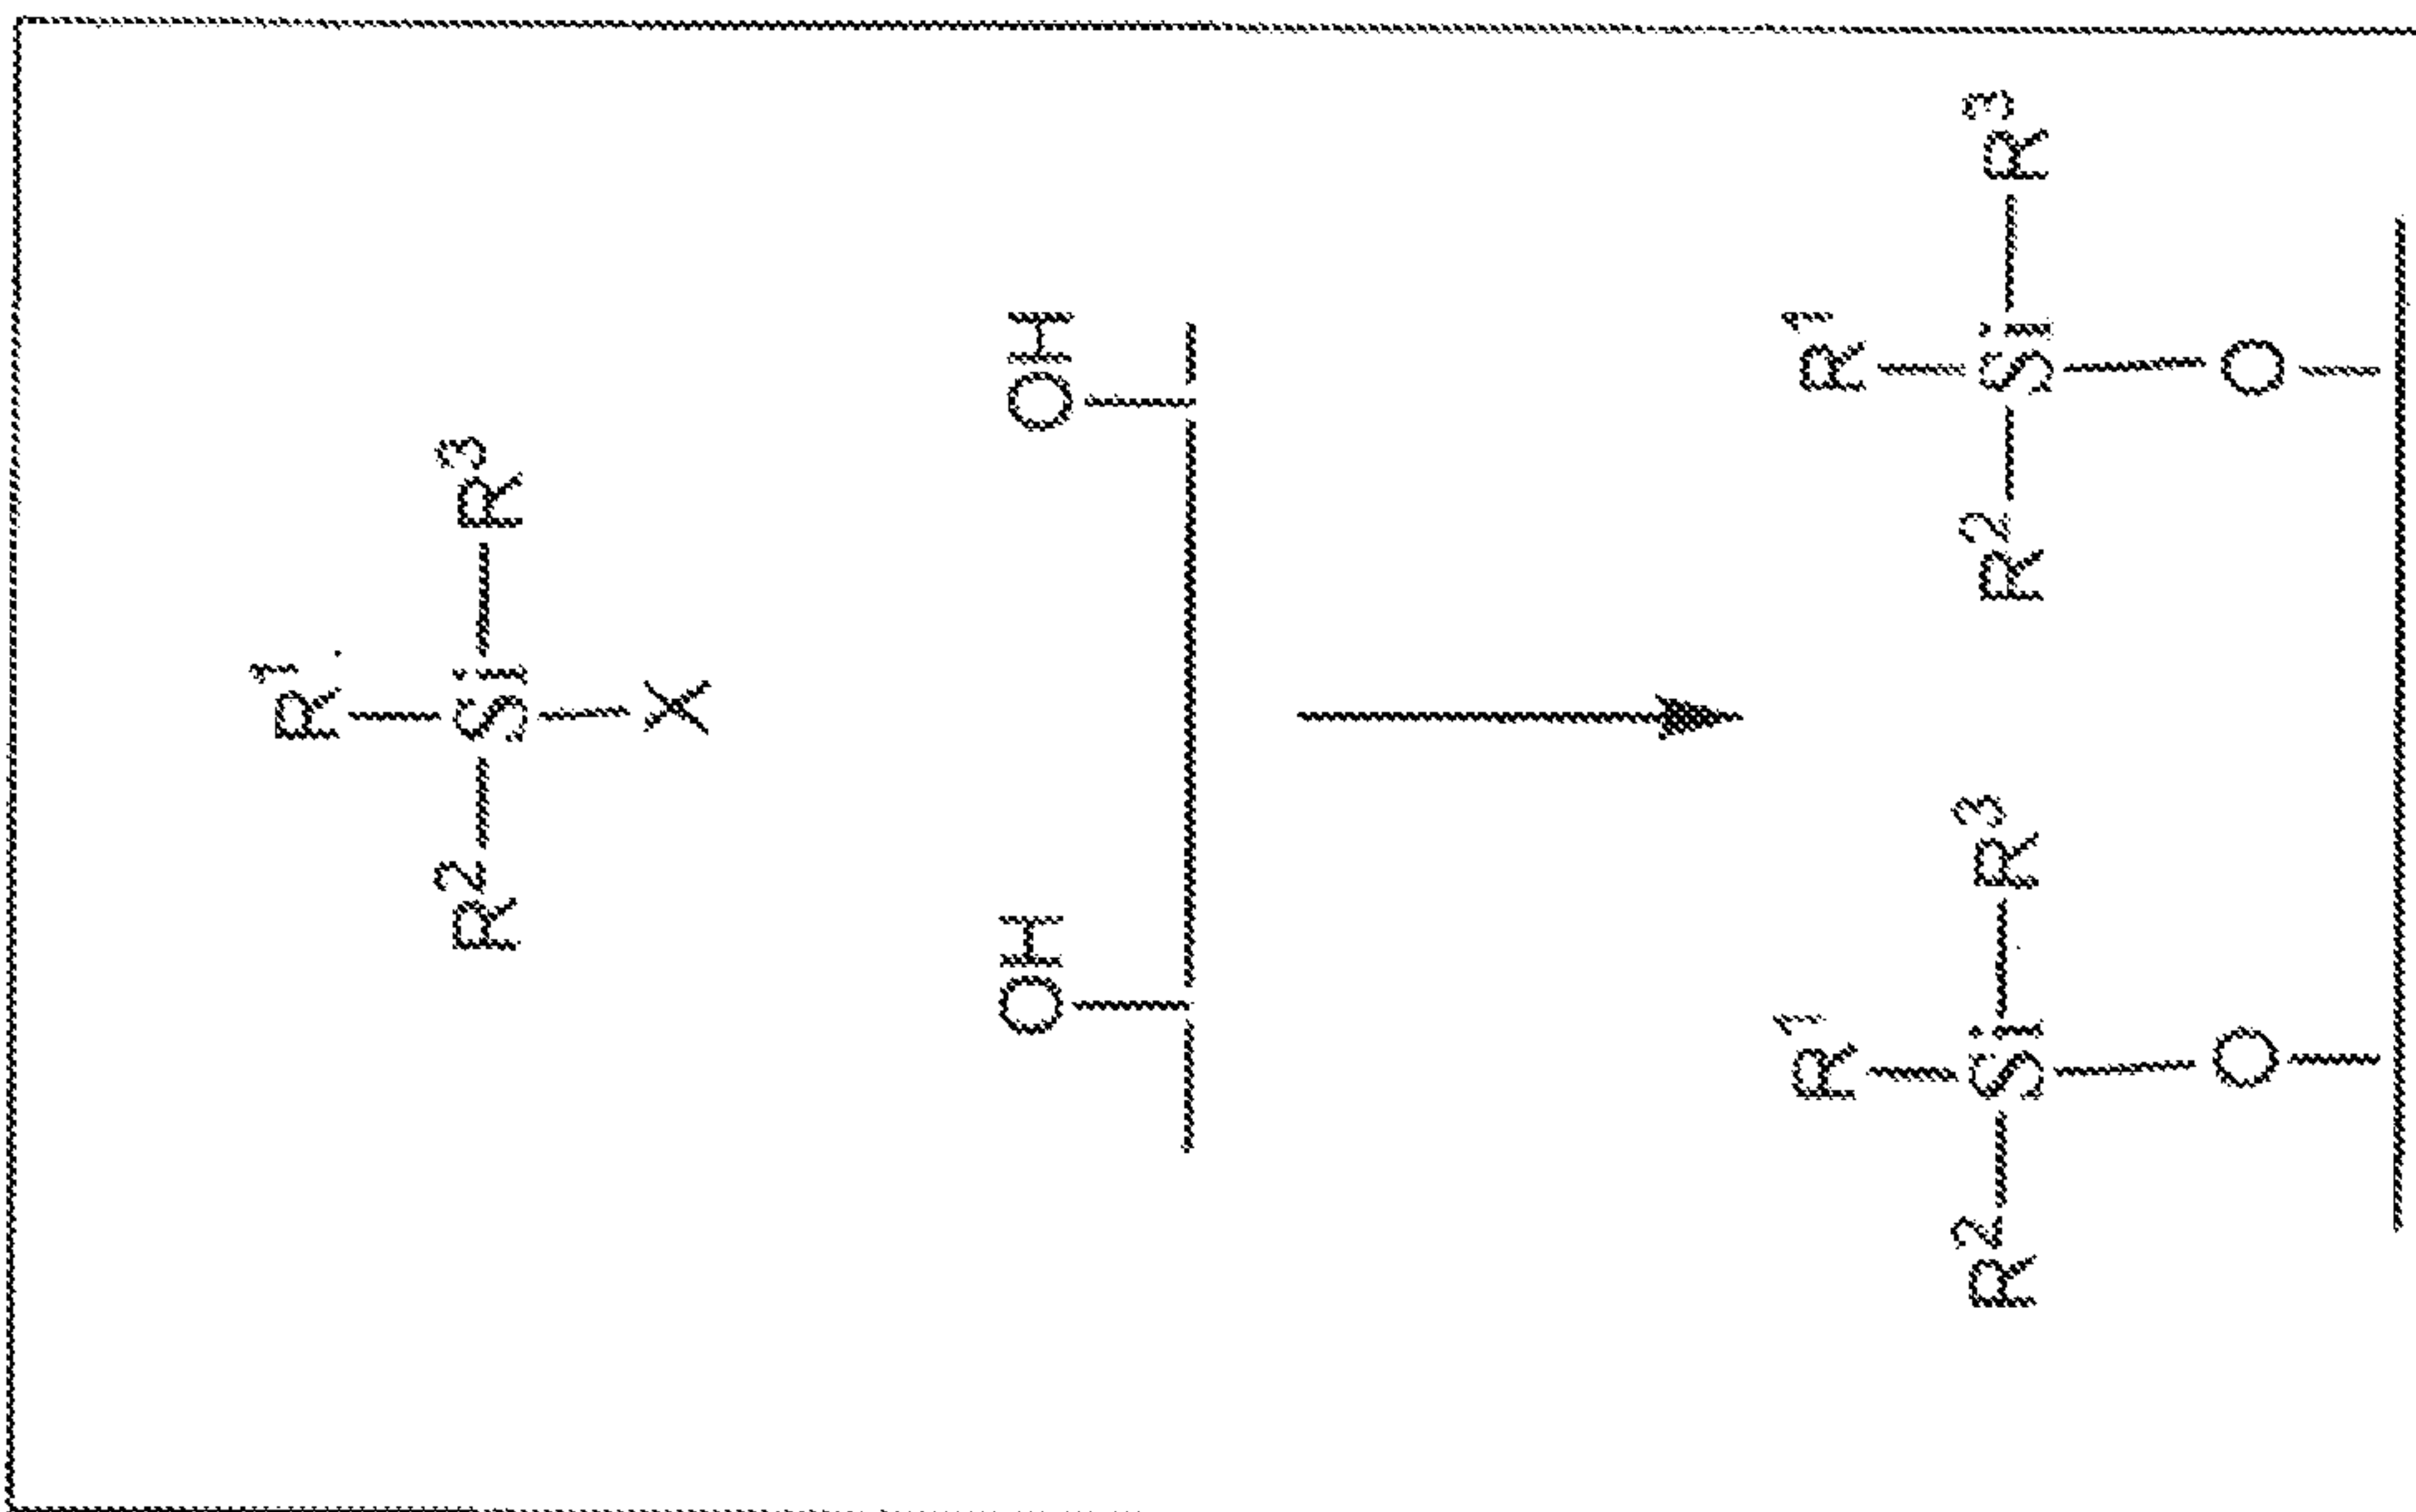 R1
R2 Si R3
X
OH OH
R1 R1
R2 Si R3 R2 Si R3
O O